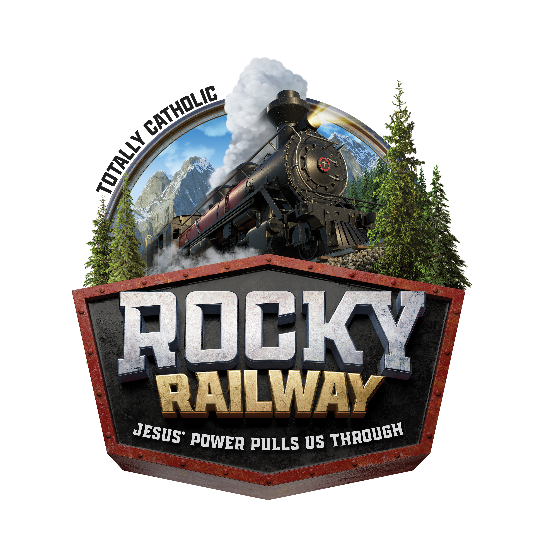 TOTALLY CATHOLIC
ROCKY
RAILWAY
JESUS' POWER PULLS US THROUGH